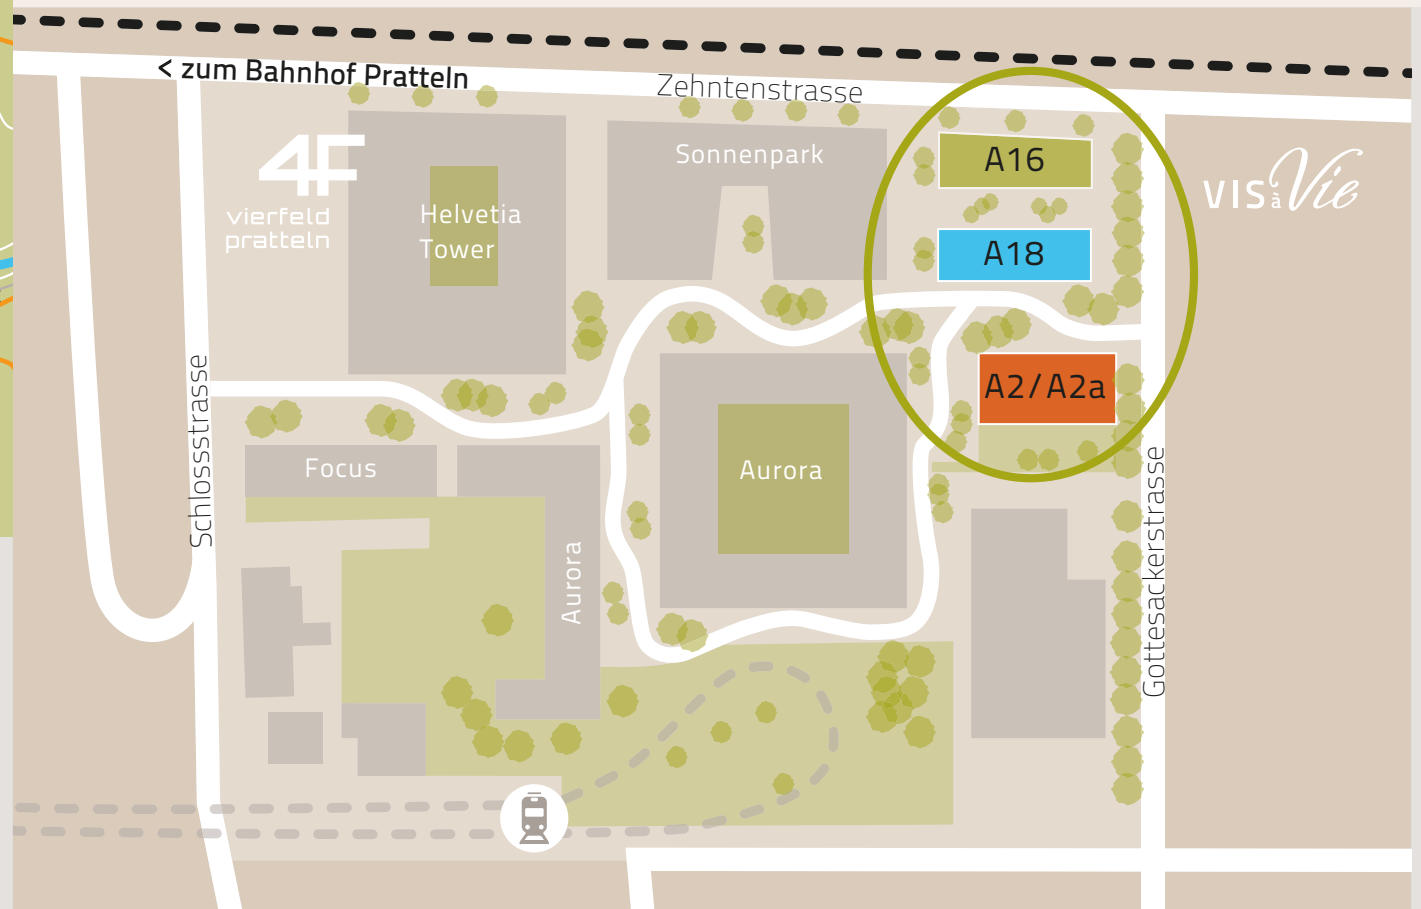 < zum Bahnhof Pratteln
Zehntenstrasse
4F
vierfeld
pratteln
Helvetia
Tower
Sonnenpark
A16
A18
VIS à Vie
A2/A2a
Schlossstrasse
Focus
Aurora
Aurora
Gottesackerstrasse